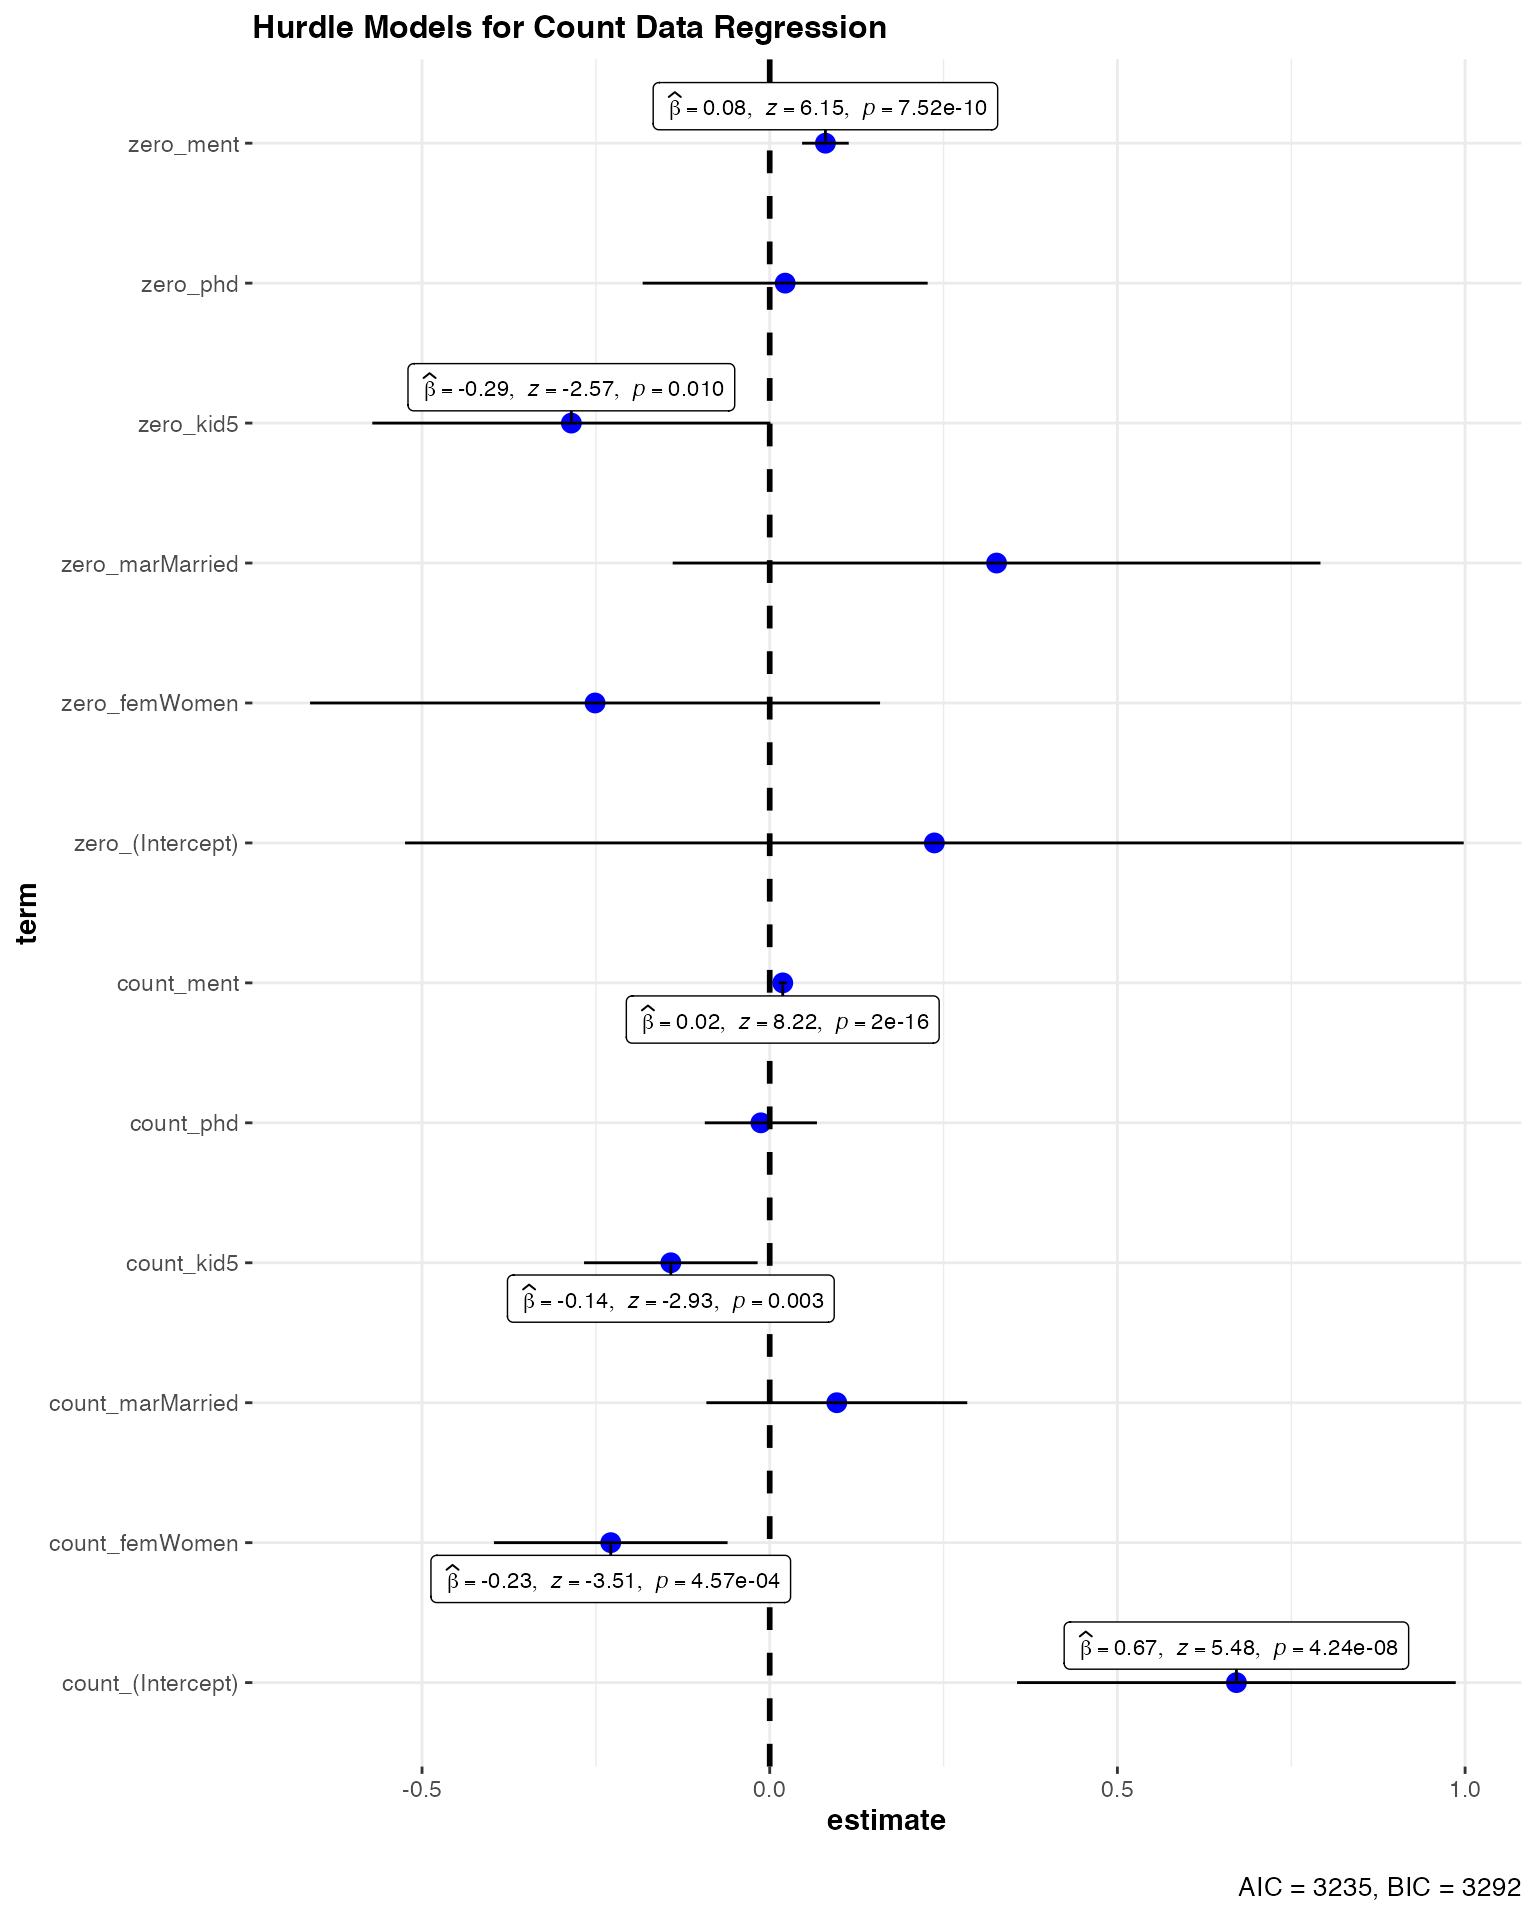 Hurdle Models for Count Data Regression
β̂ = 0.08, z = 6.15, p = 7.52e-10
zero_ment
zero_phd
β̂ = -0.29, z = -2.57, p = 0.010
zero_kid5
zero_marMarried
zero_femWomen
zero_(Intercept)
term
count_ment
β̂ = 0.02, z = 8.22, p = 2e-16
count_phd
count_kid5
β̂ = -0.14, z = -2.93, p = 0.003
count_marMarried
count_femWomen
β̂ = -0.23, z = -3.51, p = 4.57e-04
β̂ = 0.67, z = 5.48, p = 4.24e-08
count_(Intercept)
-0.5 0.0 0.5 1.0
estimate
AIC = 3235, BIC = 3292